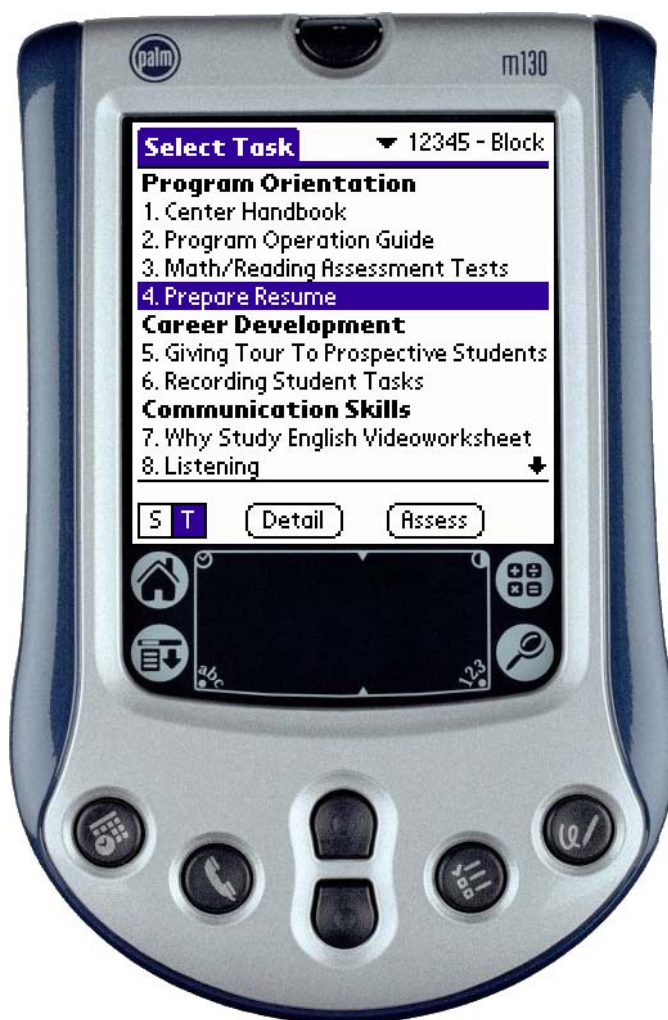 palm
m130
Select Task
12345 - Block
Program Orientation
1. Center Handbook
2. Program Operation Guide
3. Math/Reading Assessment Tests
4. Prepare Resume
Career Development
5. Giving Tour To Prospective Students
6. Recording Student Tasks
Communication Skills
7. Why Study English Videoworksheet
8. Listening
S T Detail Assess
abc 123